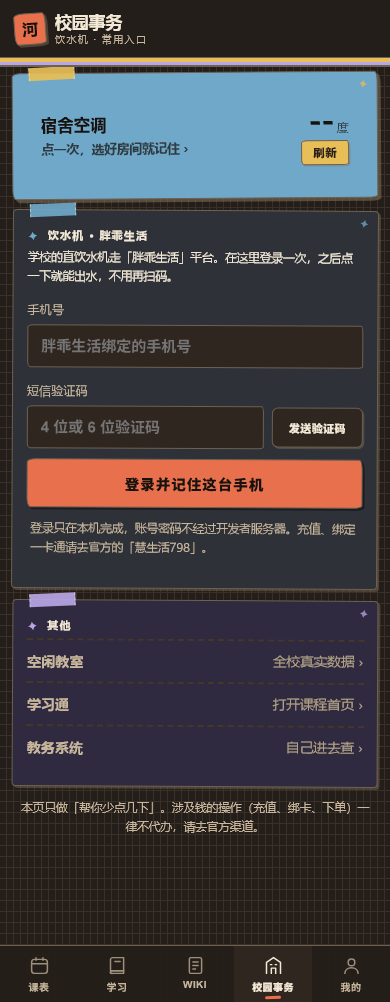 河
校园事务
饮水机 · 常用入口
宿舍空调
点一次，选好房间就记住 ›
-- 度
刷新
饮水机 • 胖乖生活
学校的直饮水机走「胖乖生活」平台。在这里登录一次，之后点
一下就能出水，不用再扫码。
手机号
胖乖生活绑定的手机号
短信验证码
4 位或 6 位验证码
发送验证码
登录并记住这台手机
登录只在本机完成，账号密码不经过开发者服务器。充值、绑定
一卡通请去官方的「慧生活798」。
其他
空闲教室
全校真实数据 ›
学习通
打开课程首页 ›
教务系统
自己进去查 ›
本页只做「帮你少点几下」。涉及钱的操作（充值、绑卡、下单）一
律不代办，请去官方渠道。
课表
学习
WIKI
校园事务
我的